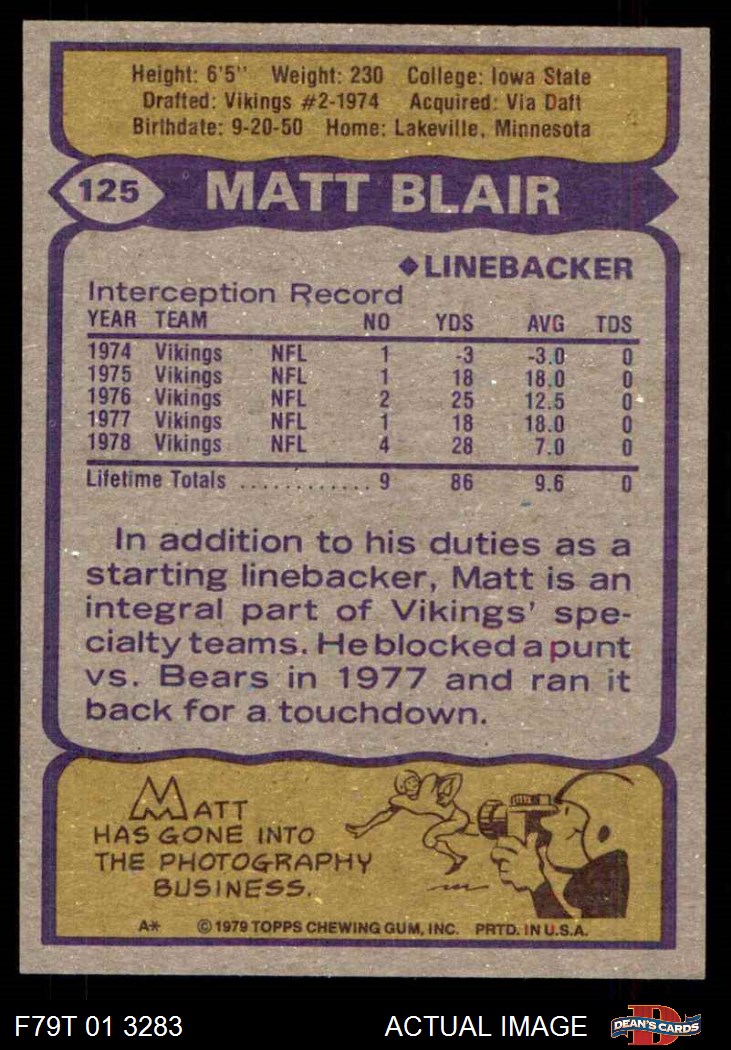 Height: 6'5" Weight: 230 College: Iowa State
Drafted: Vikings #2-1974 Acquired: Via Daft
Birthdate: 9-20-50 Home: Lakeville, Minnesota
125 MATT BLAIR
◆LINEBACKER
Interception Record
YEAR TEAM NO YDS AVG TDS
1974 Vikings NFL 1 -3 -3.0 0
1975 Vikings NFL 1 18 18.0 0
1976 Vikings NFL 2 25 12.5 0
1977 Vikings NFL 1 18 18.0 0
1978 Vikings NFL 4 28 7.0 0
Lifetime Totals ............ 9 86 9.6 0
In addition to his duties as a
starting linebacker, Matt is an
integral part of Vikings' spe-
cialty teams. He blocked a punt
vs. Bears in 1977 and ran it
back for a touchdown.
MATT
HAS GONE INTO
THE PHOTOGRAPHY
BUSINESS.
A* © 1979 TOPPS CHEWING GUM, INC. PRTD. IN U.S.A.
F79T 01 3283 ACTUAL IMAGE D DEAN'S CARDS